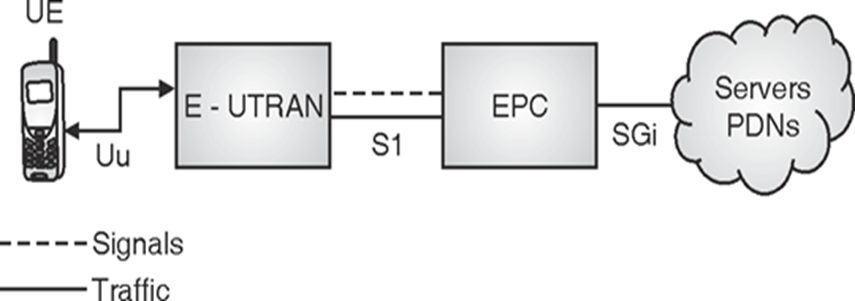 UE
E - UTRAN
EPC
Servers
PDNs
Uu
S1
SGi
Signals
Traffic